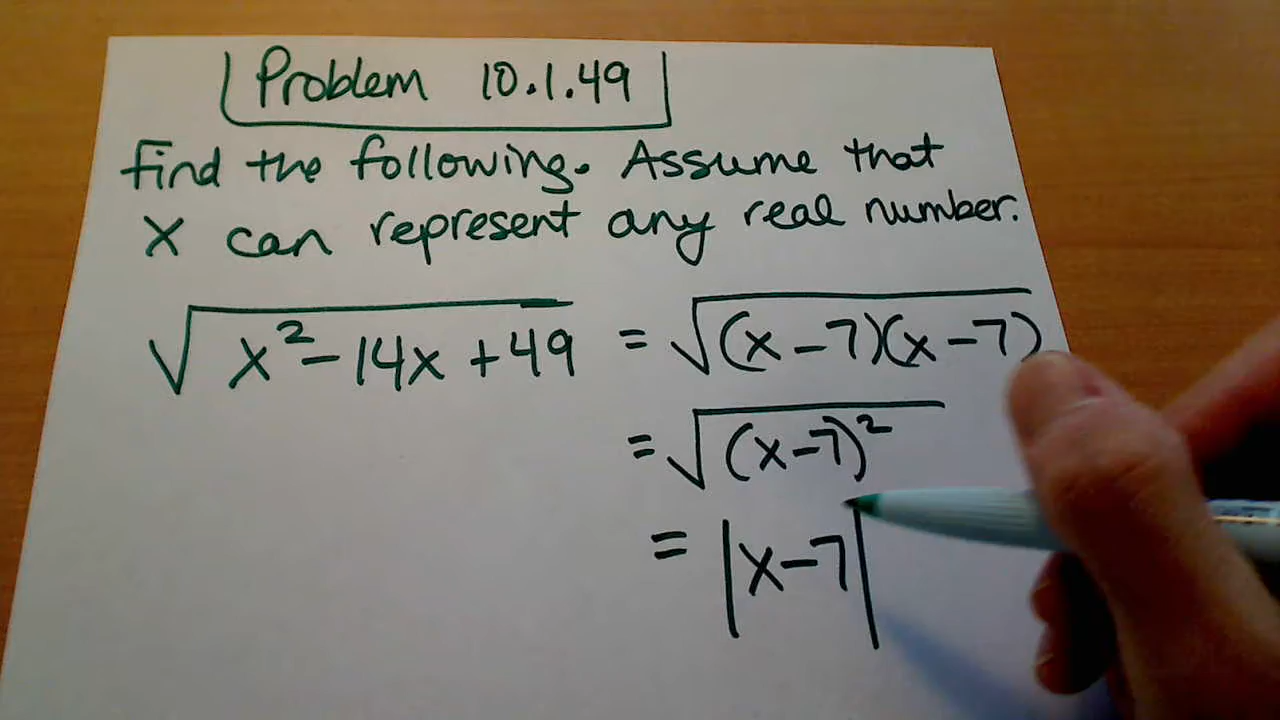 Problem 10.1.49
Find the following. Assume that
x can represent any real number.
√(x² - 14x + 49) = √((x - 7)(x - 7))
= √((x - 7)²)
= |x - 7|